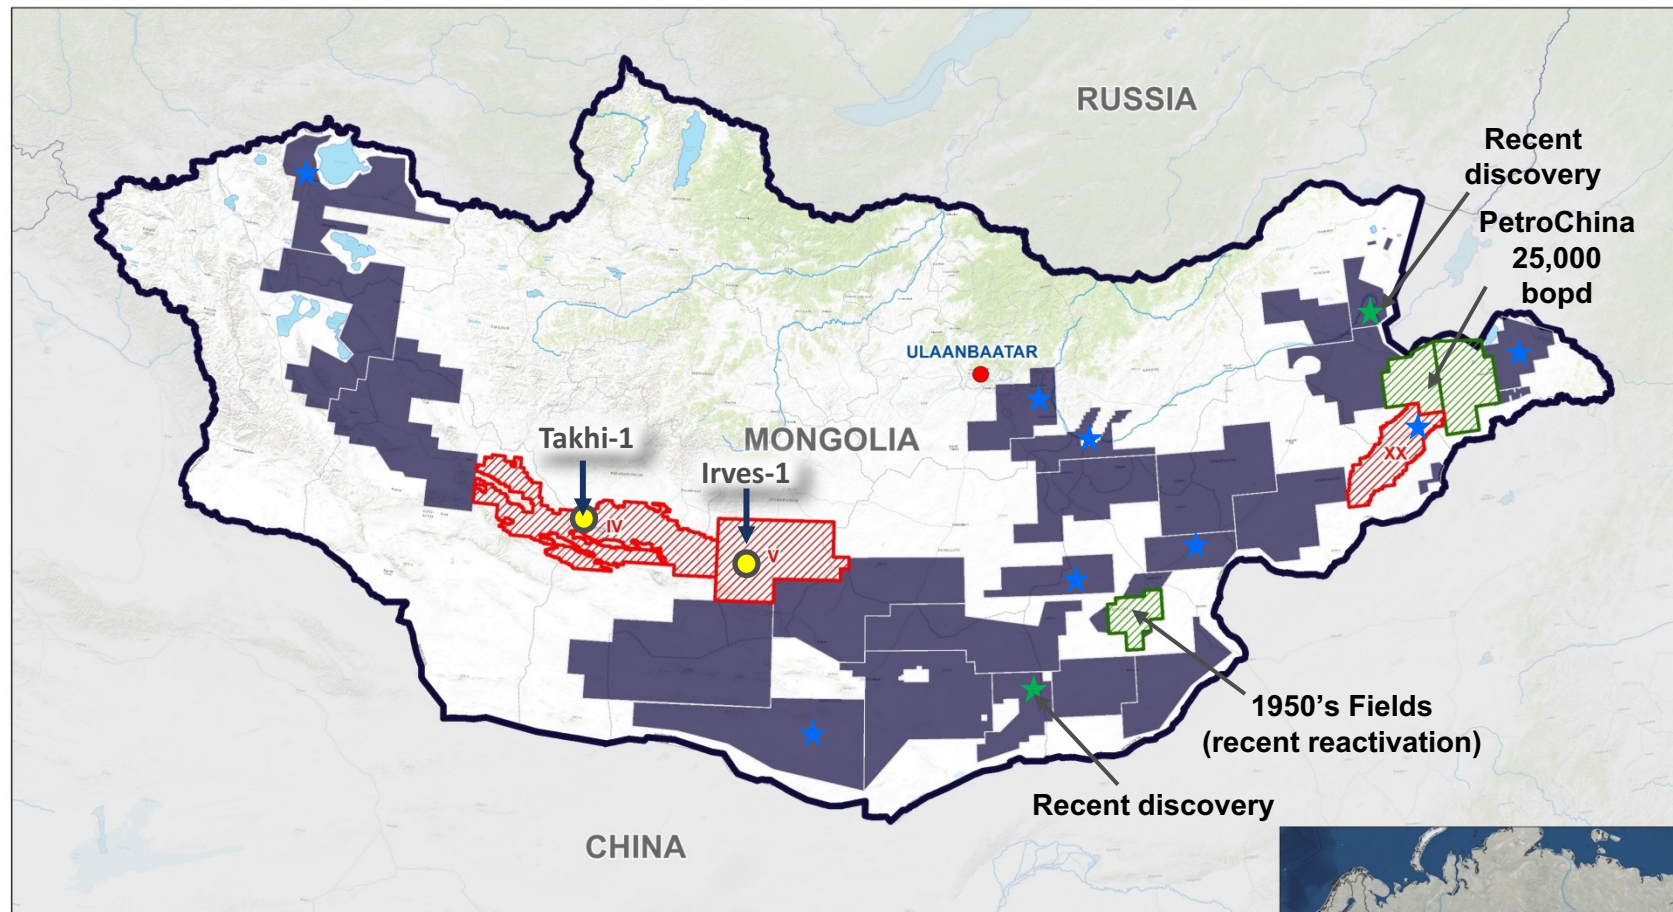 RUSSIA
Recent
discovery
PetroChina
25,000
bopd
ULAANBAATAR
MONGOLIA
Takhi-1
Irves-1
XX
IV
V
1950's Fields
(recent reactivation)
Recent discovery
CHINA